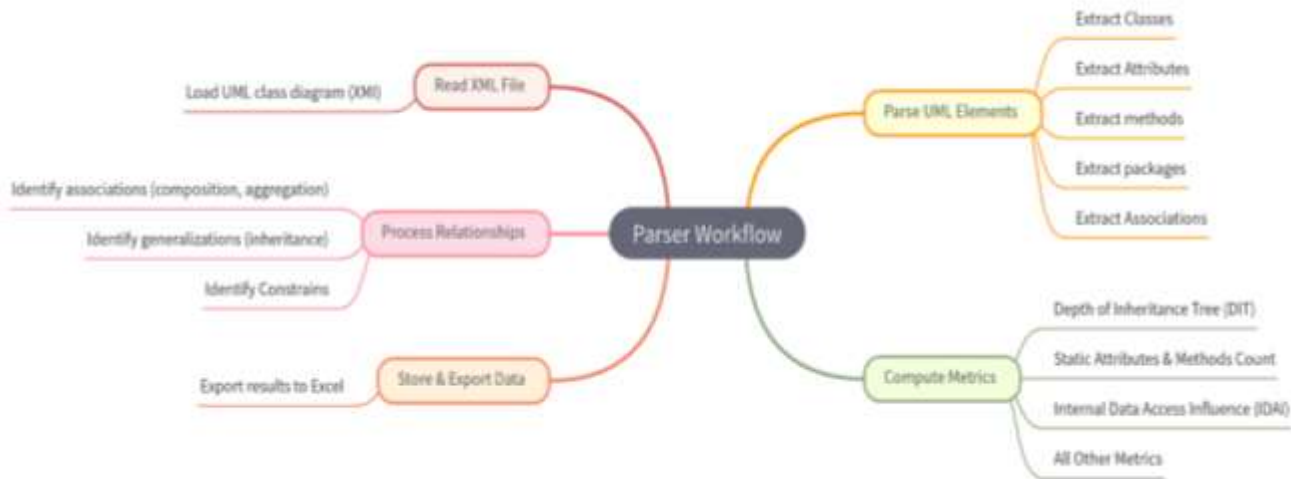 Parser Workflow
Read XML File
Load UML class diagram (XMI)
Process Relationships
Identify associations (composition, aggregation)
Identify generalizations (inheritance)
Identify Constrains
Store & Export Data
Export results to Excel
Parse UML Elements
Extract Classes
Extract Attributes
Extract methods
Extract packages
Extract Associations
Compute Metrics
Depth of Inheritance Tree (DIT)
Static Attributes & Methods Count
Internal Data Access Influence (IDAI)
All Other Metrics